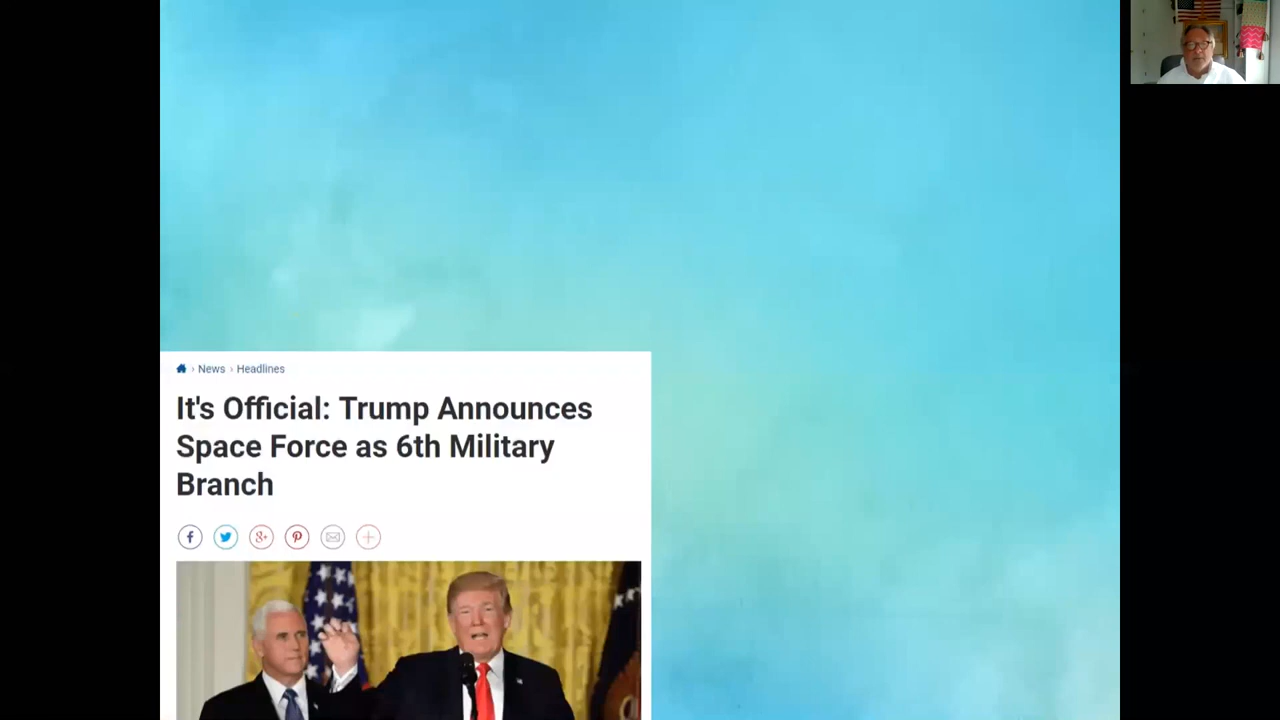 › News › Headlines
It's Official: Trump Announces
Space Force as 6th Military
Branch